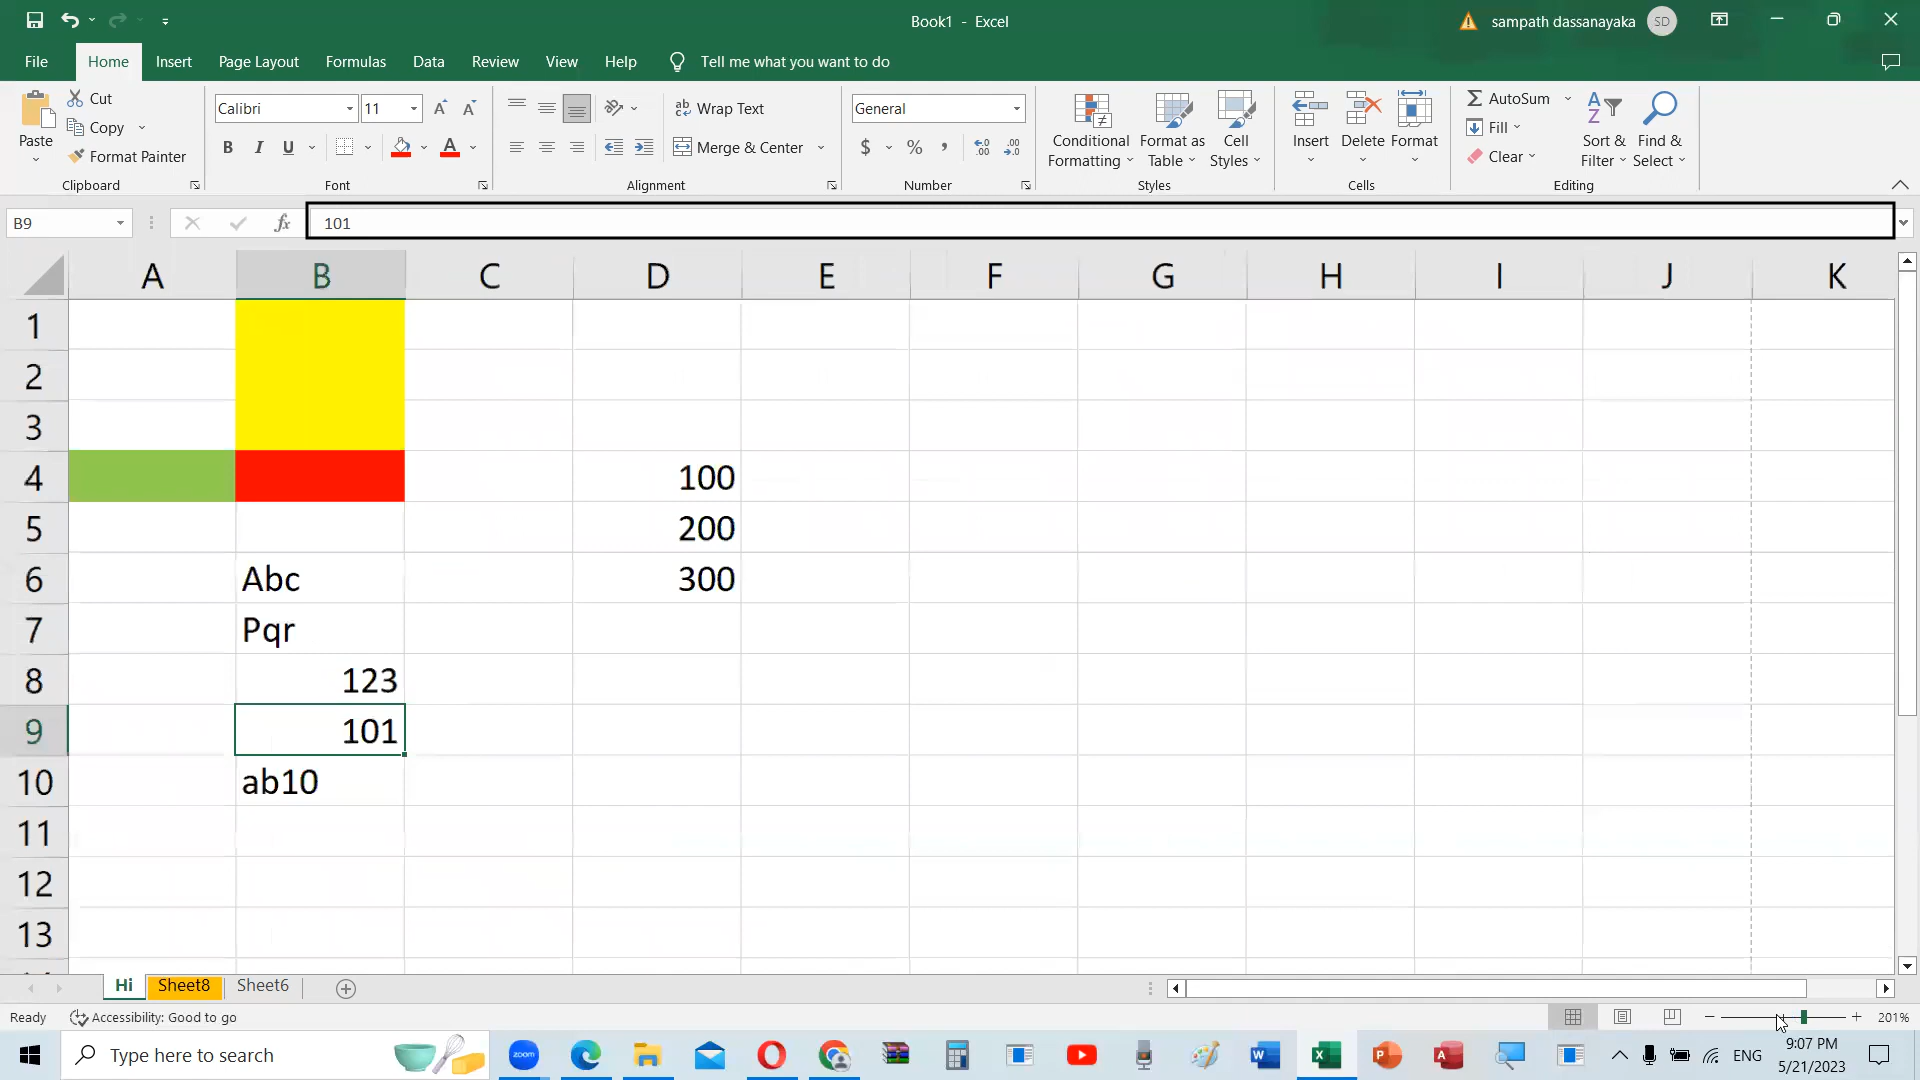 Book1 - Excel
sampath dassanayaka SD
File Home Insert Page Layout Formulas Data Review View Help Tell me what you want to do
Paste
Cut
Copy
Format Painter
Clipboard
Calibri 11
B I U A
Font
Wrap Text
Merge & Center
Alignment
General
$ % ,
Number
Conditional Formatting
Format as Table
Cell Styles
Styles
Insert Delete Format
Cells
AutoSum
Fill
Clear
Sort & Filter
Find & Select
Editing
B9 fx 101
A B C D E F G H I J K
1
2
3
4 100
5 200
6 Abc 300
7 Pqr
8 123
9 101
10 ab10
11
12
13
Hi Sheet8 Sheet6
Ready Accessibility: Good to go 201%
Type here to search
zoom
ENG
9:07 PM
5/21/2023